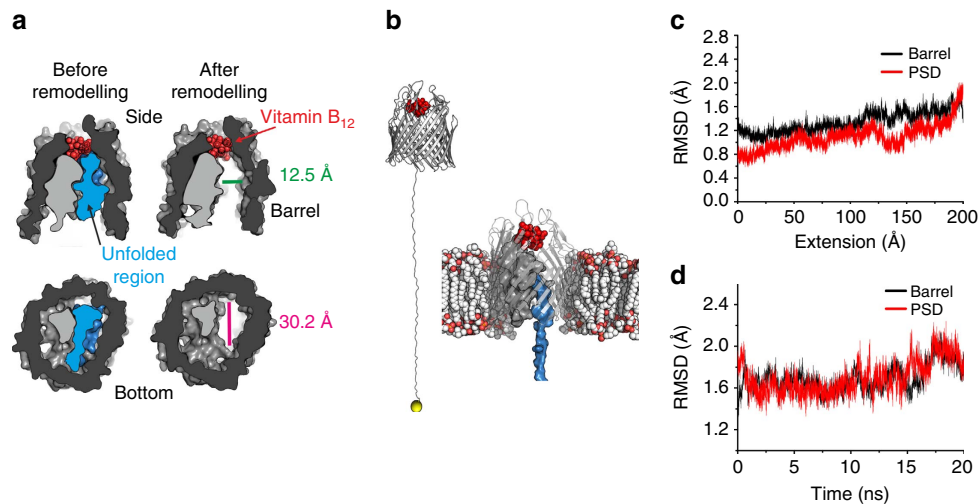 a
Before
remodelling
After
remodelling
Side
Vitamin B12
12.5 Å
Barrel
Unfolded
region
30.2 Å
Bottom
b
c
2.8
2.4
2.0
1.6
1.2
0.8
0.4
RMSD (Å)
Barrel
PSD
0 50 100 150 200
Extension (Å)
d
2.4
2.0
1.6
1.2
RMSD (Å)
Barrel
PSD
0 5 10 15 20
Time (ns)